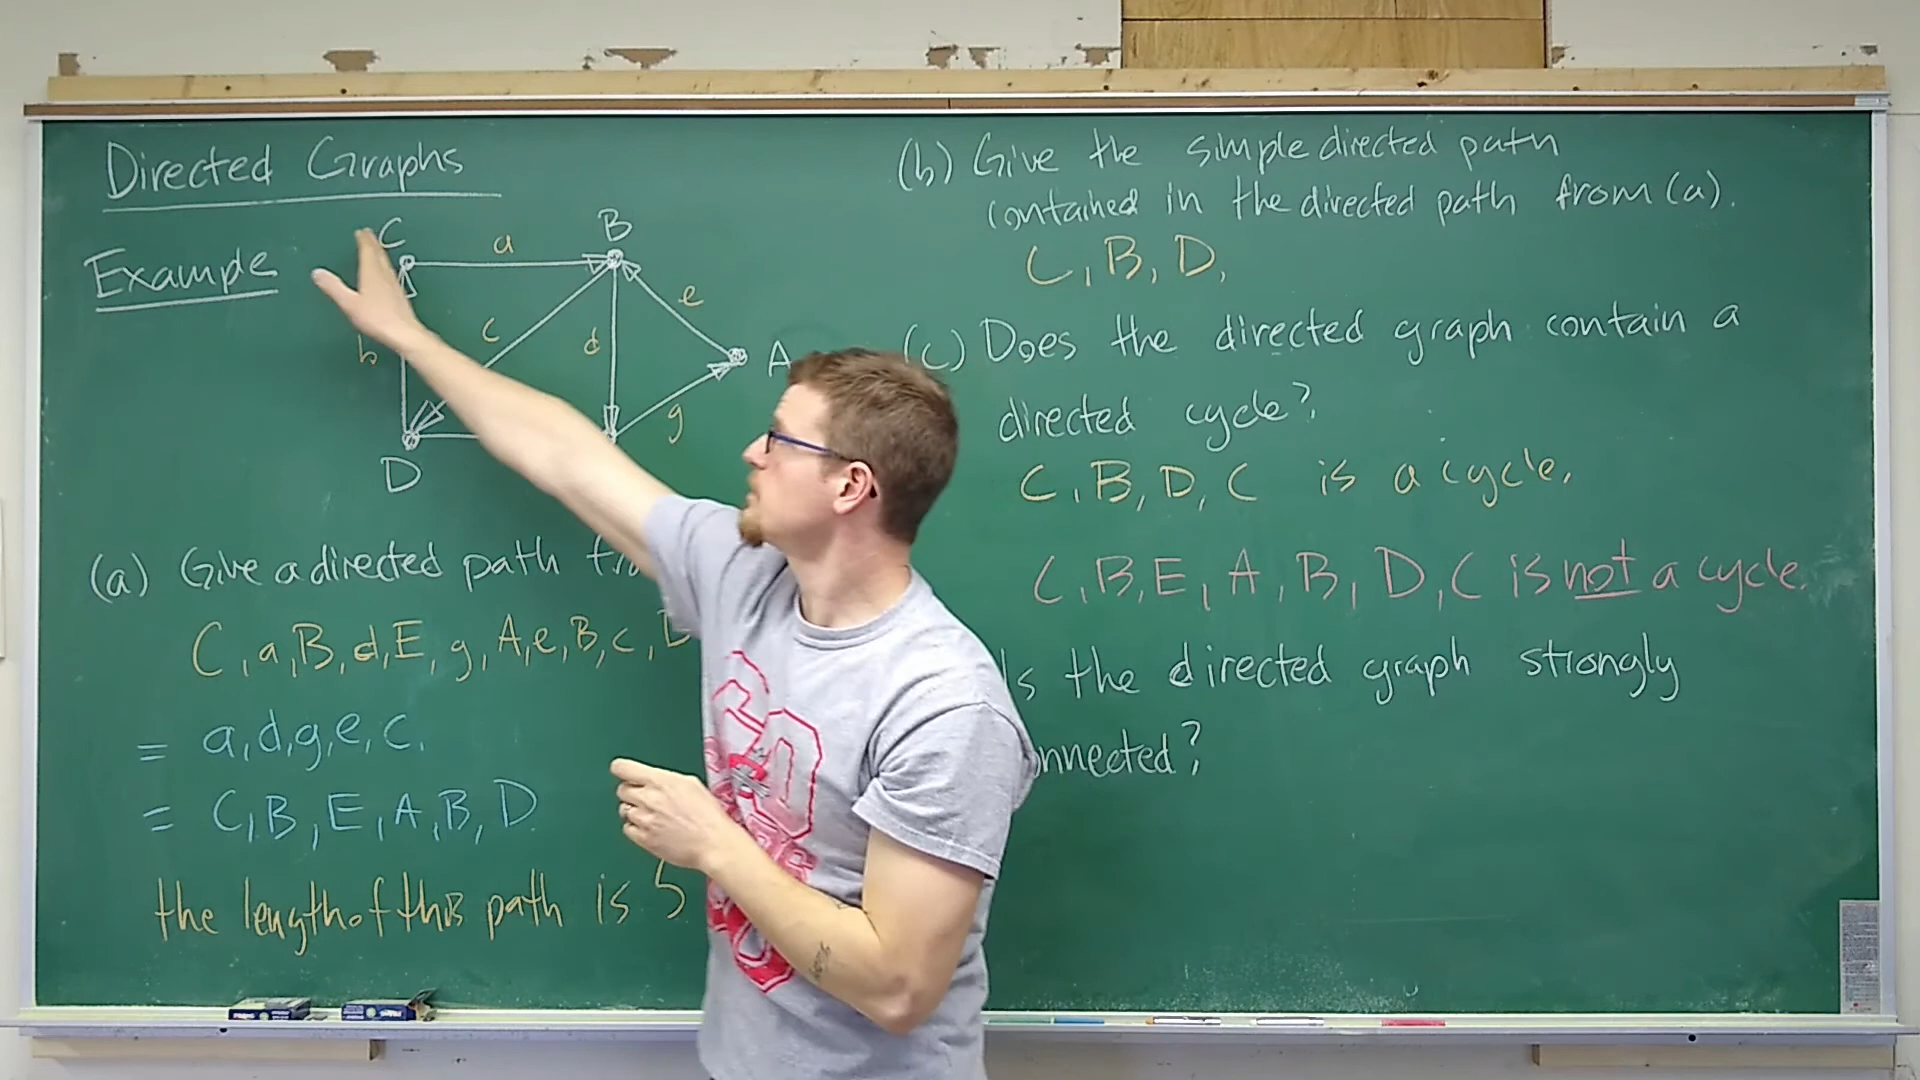 Directed Graphs
Example
C
a
B
b
c
d
e
A
g
D
(a) Give a directed path
C, a, B, d, E, g, A, e, B, c,
= a, d, g, e, c.
= C, B, E, A, B, D.
the length of this path is 5
(b) Give the simple directed path
contained in the directed path from (a).
C, B, D,
(c) Does the directed graph contain a
directed cycle?
C, B, D, C is a cycle.
C, B, E, A, B, D, C is not a cycle.
Is the directed graph strongly
onnected?